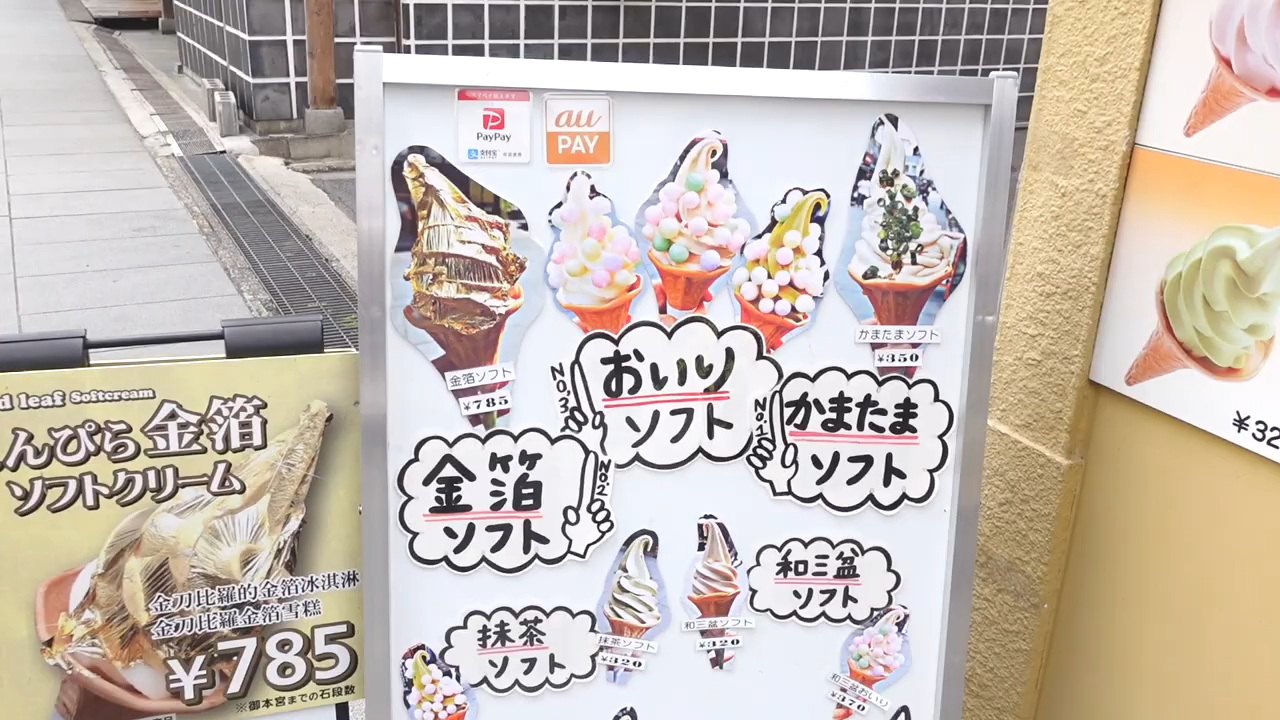 PayPay
支付宝
au
PAY
金箔ソフト
¥785
かまたまソフト
¥350
No.3
おいり
ソフト
No.1
かまたま
ソフト
No.2
金箔
ソフト
和三盆
ソフト
抹茶
ソフト
抹茶ソフト
¥320
和三盆ソフト
¥320
和三盆おいり
¥370
d leaf Softcream
んぴら金箔
ソフトクリーム
金刀比羅的金箔冰淇淋
金刀比羅金箔雪糕
¥785
※御本宮までの石段数
¥32